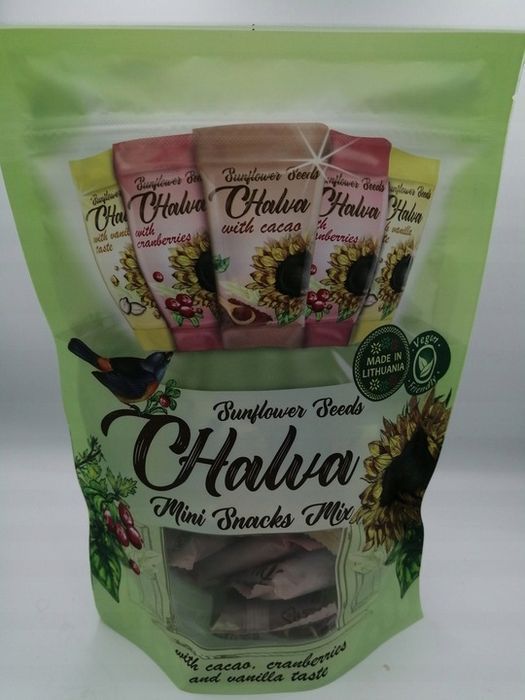 Sunflower Seeds
CHa
with vanilla
taste
Sunflower Seeds
CHalva
with
cranberries
Sunflower Seeds
CHalva
with cacao
Sunflower Seeds
CHalva
cranberries
Sunflower Seeds
CHalva
with vanilla
taste
MADE IN
LITHUANIA
Vegan
friendly
Sunflower Seeds
CHalva
Mini Snacks Mix
with cacao, cranberries
and vanilla taste